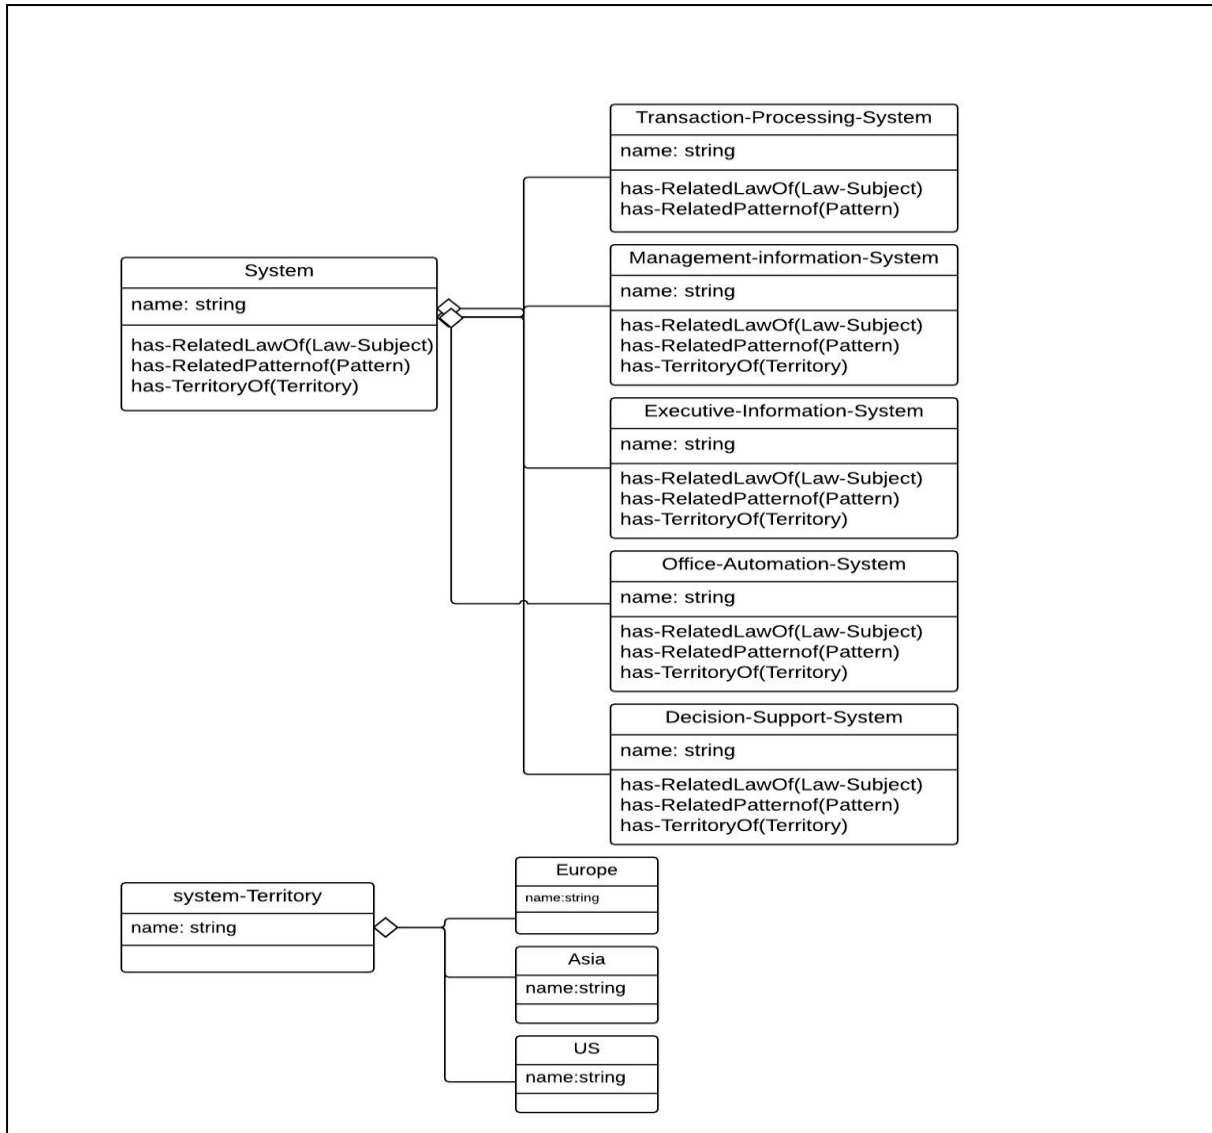 Transaction-Processing-System
name: string
has-RelatedLawOf(Law-Subject)
has-RelatedPatternof(Pattern)
System
name: string
has-RelatedLawOf(Law-Subject)
has-RelatedPatternof(Pattern)
has-TerritoryOf(Territory)
Management-information-System
name: string
has-RelatedLawOf(Law-Subject)
has-RelatedPatternof(Pattern)
has-TerritoryOf(Territory)
Executive-Information-System
name: string
has-RelatedLawOf(Law-Subject)
has-RelatedPatternof(Pattern)
has-TerritoryOf(Territory)
Office-Automation-System
name: string
has-RelatedLawOf(Law-Subject)
has-RelatedPatternof(Pattern)
has-TerritoryOf(Territory)
Decision-Support-System
name: string
has-RelatedLawOf(Law-Subject)
has-RelatedPatternof(Pattern)
has-TerritoryOf(Territory)
system-Territory
name: string
Europe
name:string
Asia
name:string
US
name:string